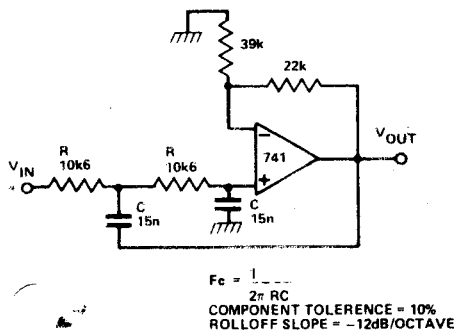 39k
22k
V_OUT
741
R
10k6
R
10k6
V_IN
C
15n
C
15n
−
+
Fc = 1
2π RC
COMPONENT TOLERENCE = 10%
ROLLOFF SLOPE = −12dB/OCTAVE